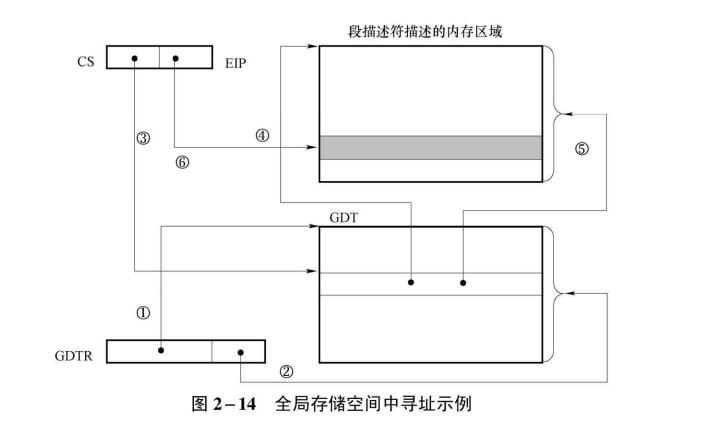 段描述符描述的内存区域
CS
EIP
③
④
⑤
⑥
GDT
①
GDTR
②
图 2-14 全局存储空间中寻址示例